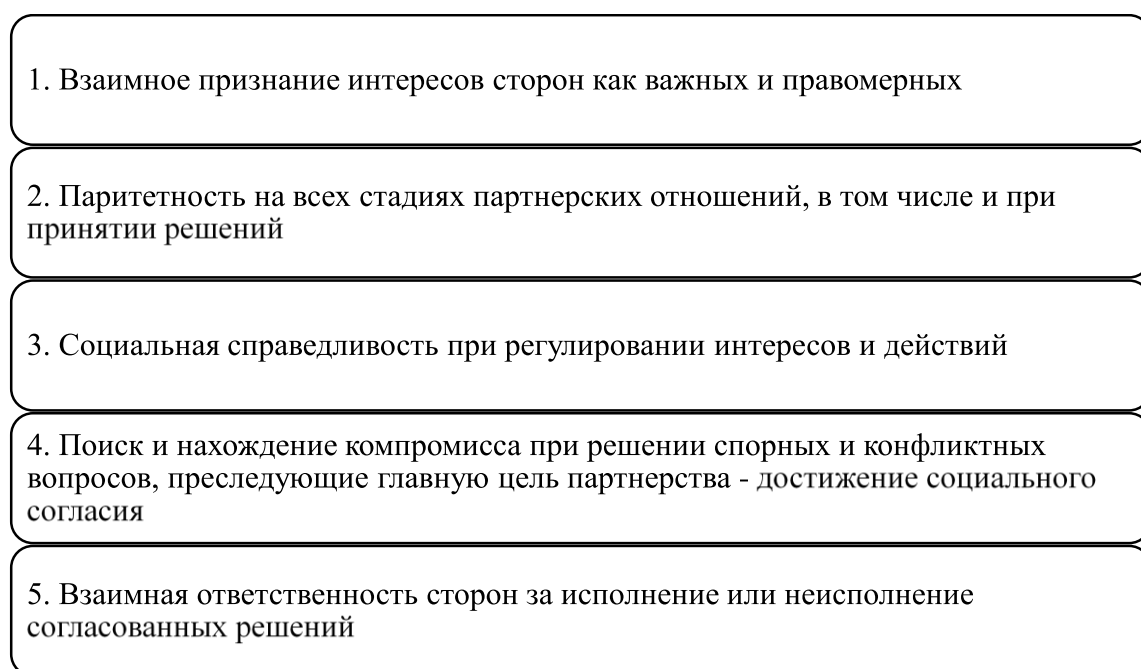 1. Взаимное признание интересов сторон как важных и правомерных
2. Паритетность на всех стадиях партнерских отношений, в том числе и при
принятии решений
3. Социальная справедливость при регулировании интересов и действий
4. Поиск и нахождение компромисса при решении спорных и конфликтных
вопросов, преследующие главную цель партнерства - достижение социального
согласия
5. Взаимная ответственность сторон за исполнение или неисполнение
согласованных решений